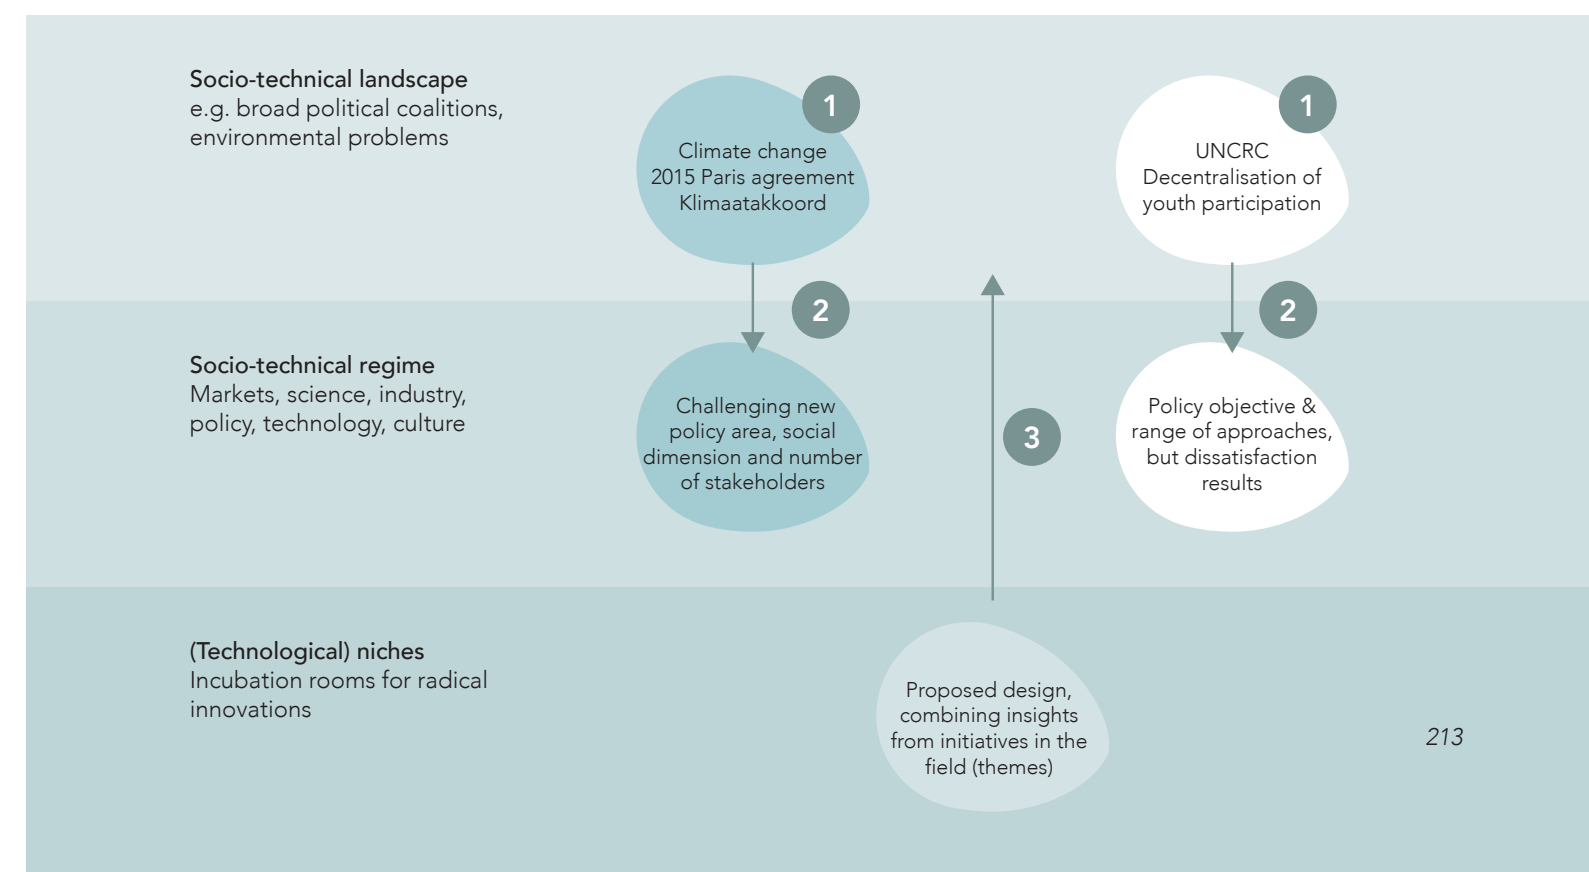 Socio-technical landscape
e.g. broad political coalitions,
environmental problems
1
Climate change
2015 Paris agreement
Klimaatakkoord
1
UNCRC
Decentralisation of
youth participation
2
2
Socio-technical regime
Markets, science, industry,
policy, technology, culture
Challenging new
policy area, social
dimension and number
of stakeholders
3
Policy objective &
range of approaches,
but dissatisfaction
results
(Technological) niches
Incubation rooms for radical
innovations
Proposed design,
combining insights
from initiatives in the
field (themes)
213